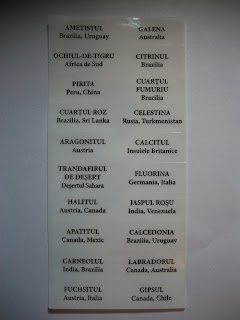 AMETISTUL
Brazilia, Uruguay
GALENA
Australia
OCHIUL-DE-TIGRU
Africa de Sud
CITRINUL
Brazilia
PIRITA
Peru, China
CUARȚUL
FUMURIU
Brazilia
CUARȚUL ROZ
Brazilia, Sri Lanka
CELESTINA
Rusia, Turkmenistan
ARAGONITUL
Austria
CALCITUL
Insulele Britanice
TRANDAFIRUL
DE DEȘERT
Deșertul Sahara
FLUORINA
Germania, Italia
HALITUL
Austria, Canada
JASPUL ROȘU
India, Venezuela
APATITUL
Canada, Mexic
CALCEDONIA
Brazilia, Uruguay
CARNEOLUL
India, Brazilia
LABRADORUL
Canada, Australia
FUCHSITUL
Austria, Italia
GIPSUL
Canada, Chile